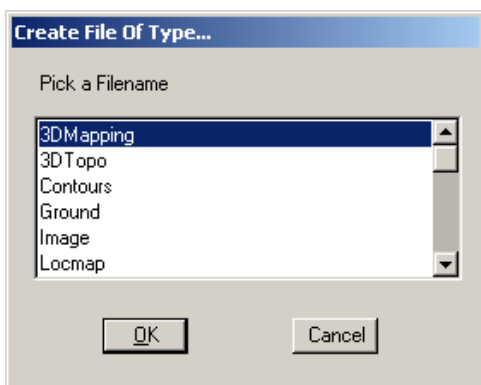 Create File Of Type...
Pick a Filename
3DMapping
3DTopo
Contours
Ground
Image
Locmap
OK
Cancel